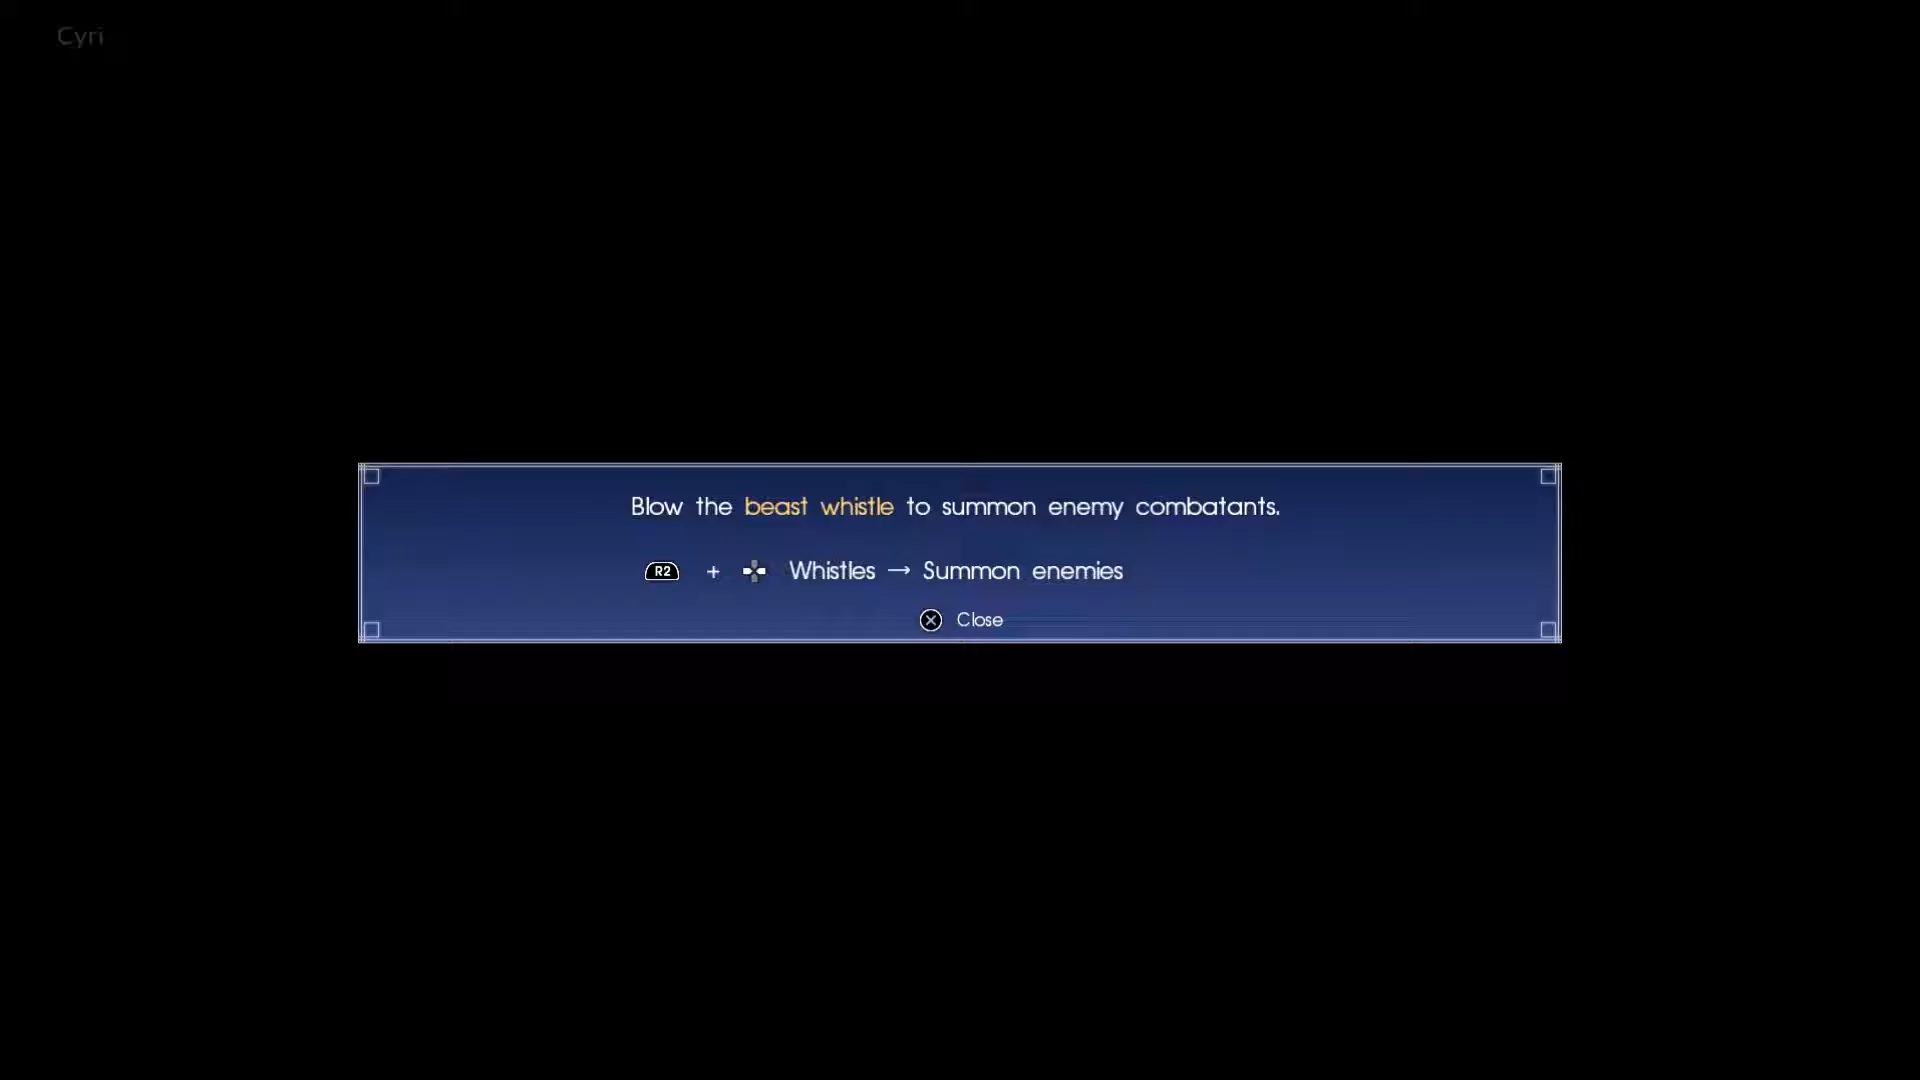 Cyri
Blow the beast whistle to summon enemy combatants.
R2 + Whistles → Summon enemies
Close